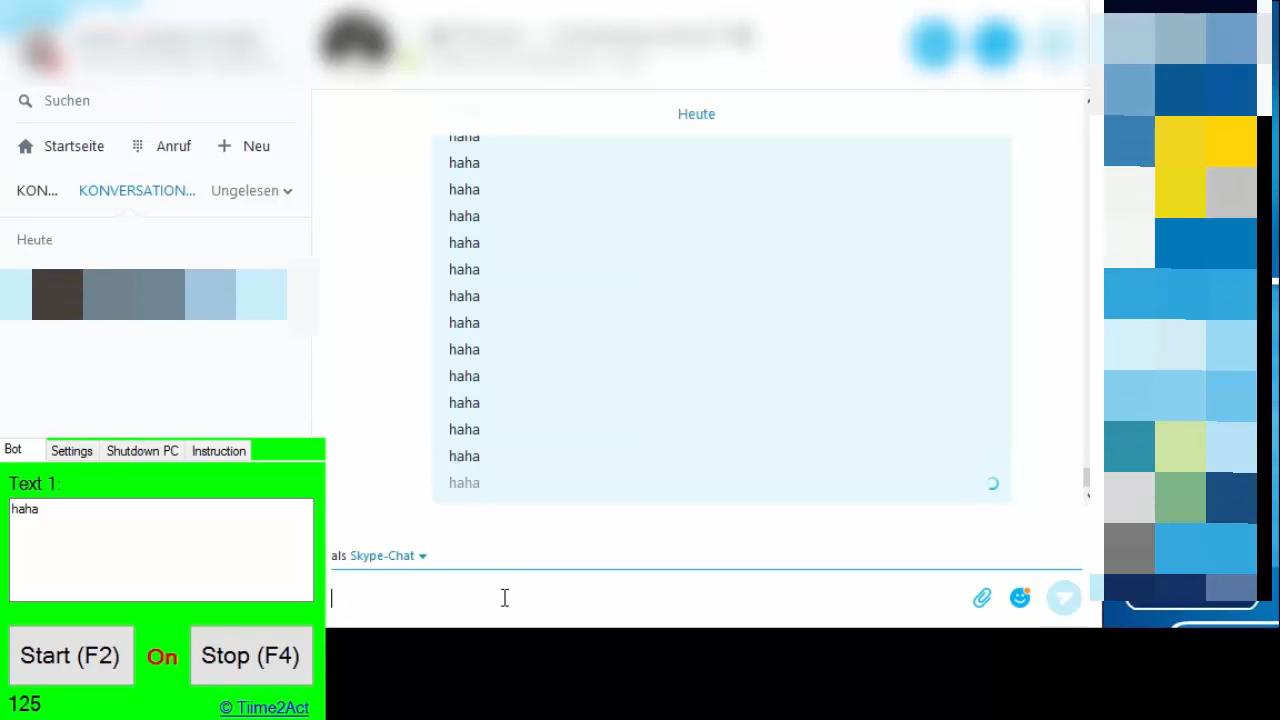 Suchen
Startseite Anruf Neu
KON... KONVERSATION... Ungelesen
Heute
Heute
haha
haha
haha
haha
haha
haha
haha
haha
haha
haha
haha
haha
haha
haha
als Skype-Chat
Bot Settings Shutdown PC Instruction
Text 1:
haha
Start (F2) On Stop (F4)
125 © Tiime2Act